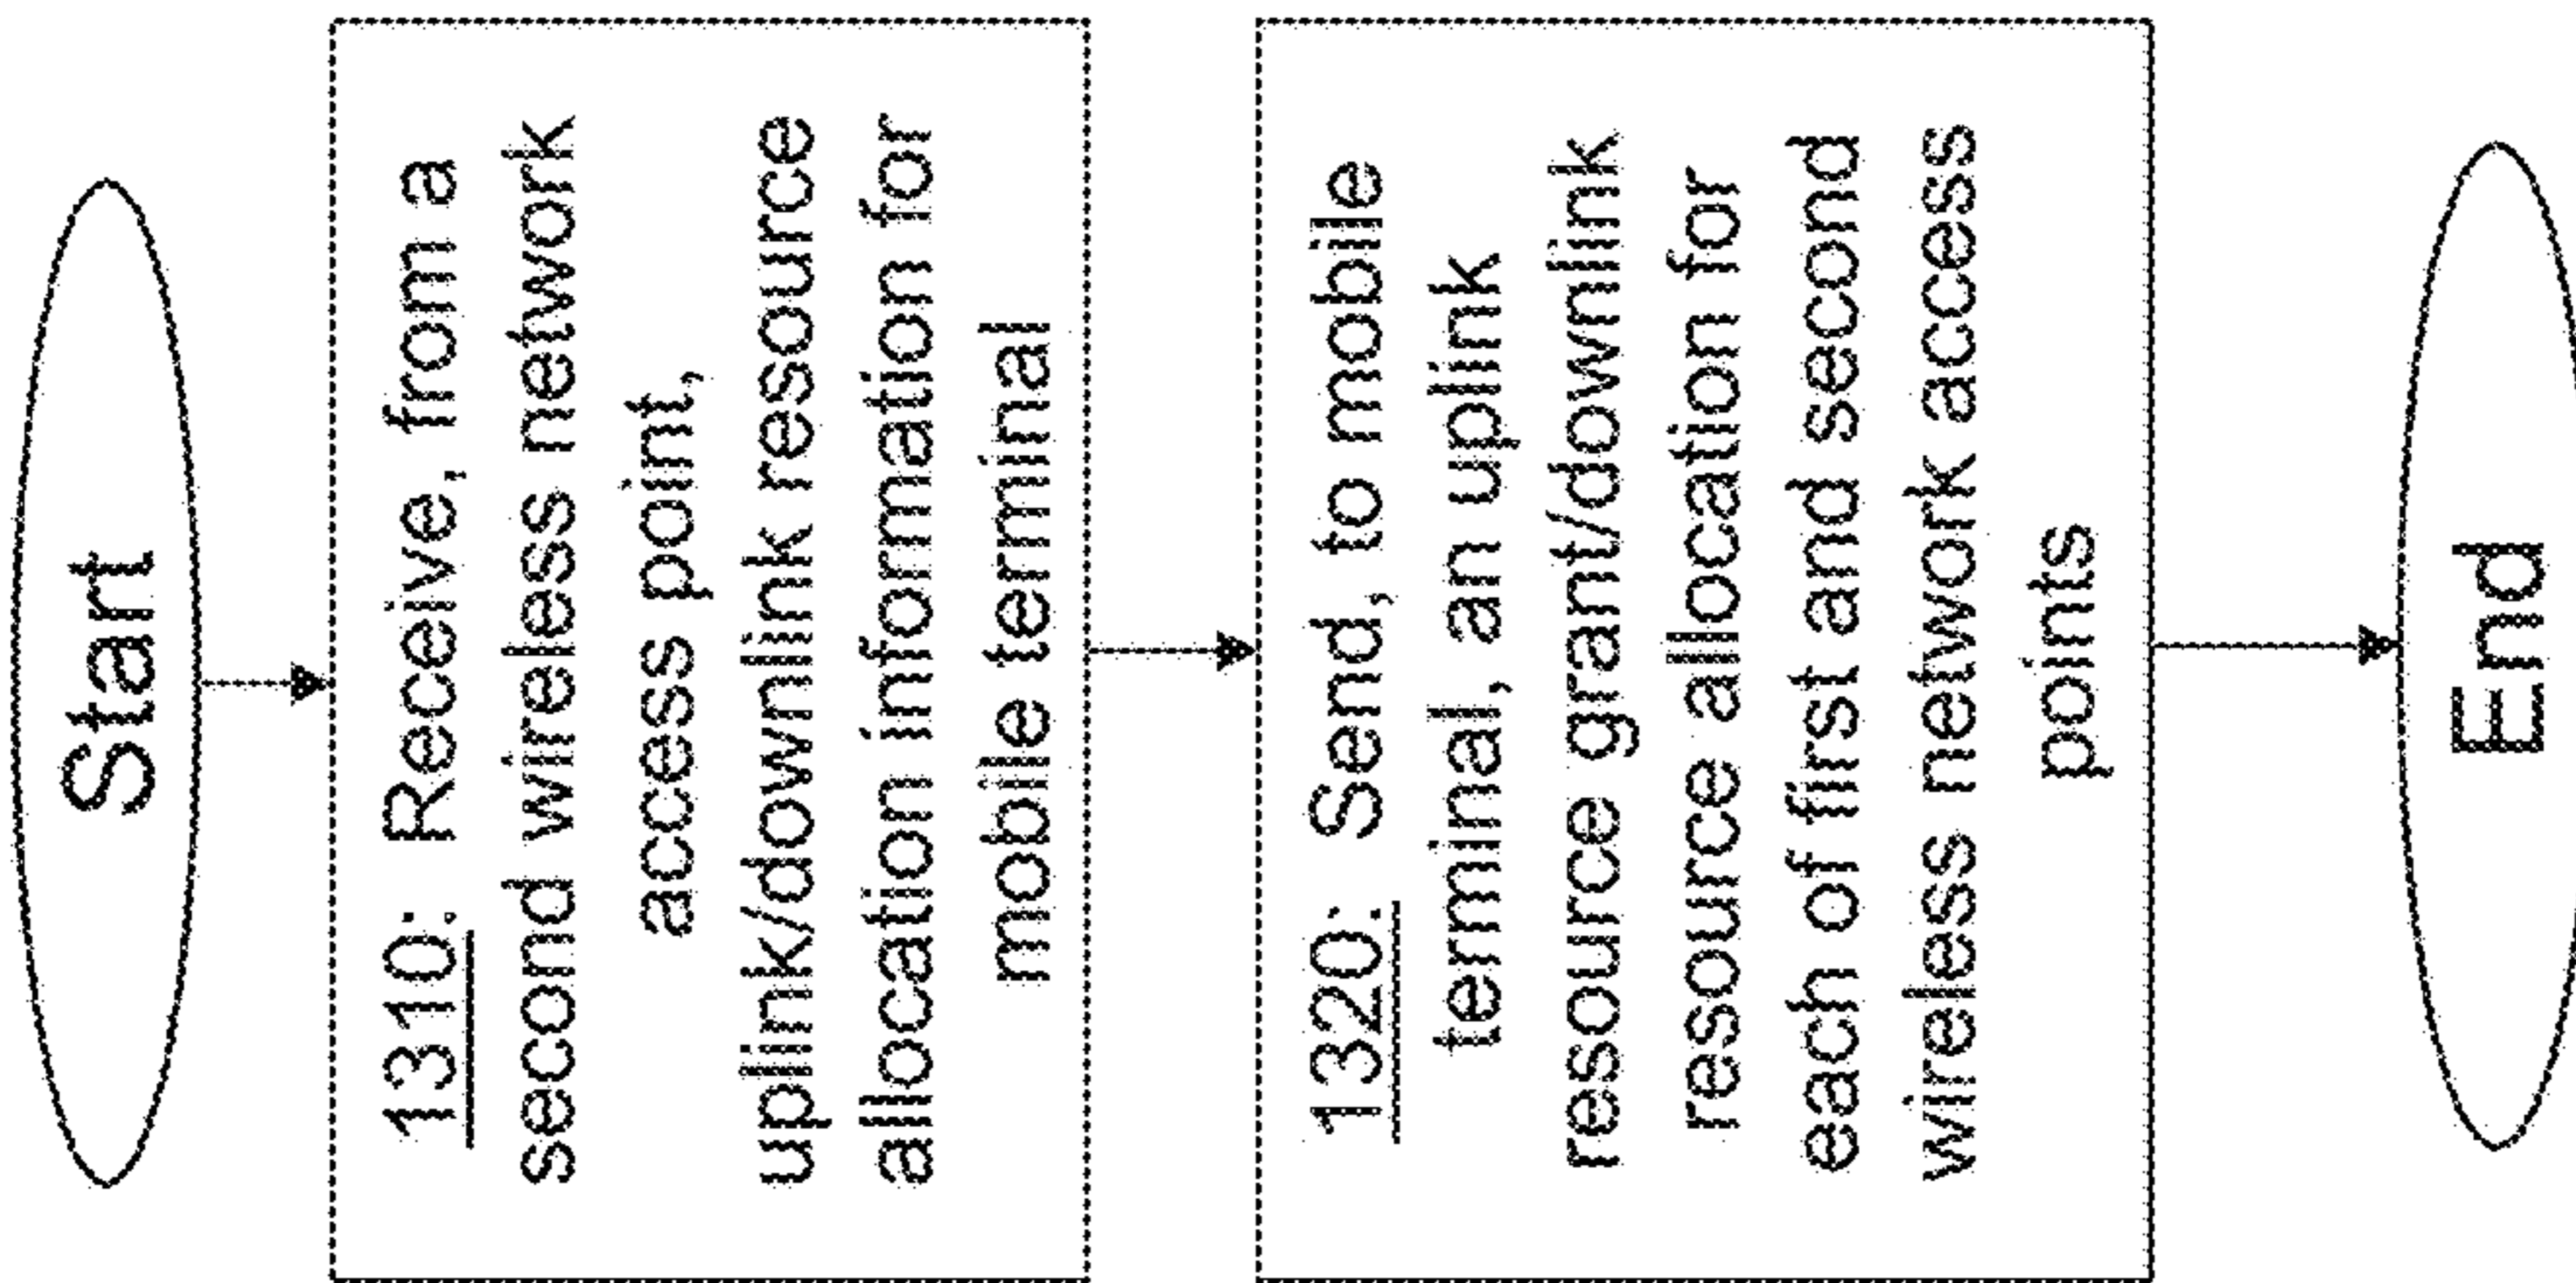 Start
1310: Receive, from a
second wireless network
access point,
uplink/downlink resource
allocation information for
mobile terminal
1320: Send, to mobile
terminal, an uplink
resource grant/downlink
resource allocation for
each of first and second
wireless network access
points
End